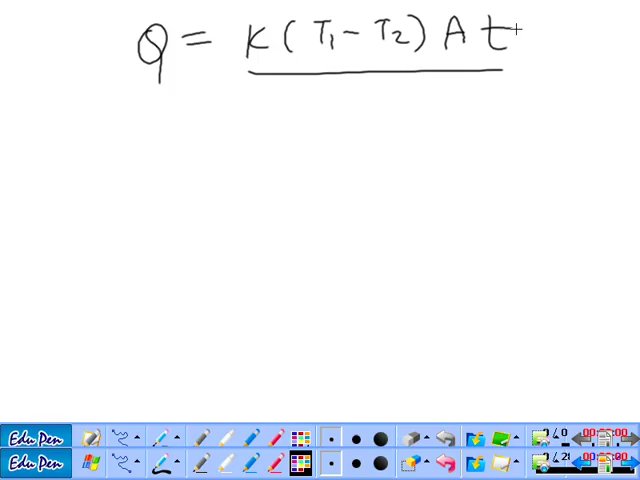 Q = K ( T₁ - T₂ ) A t
Edu Pen
Edu Pen